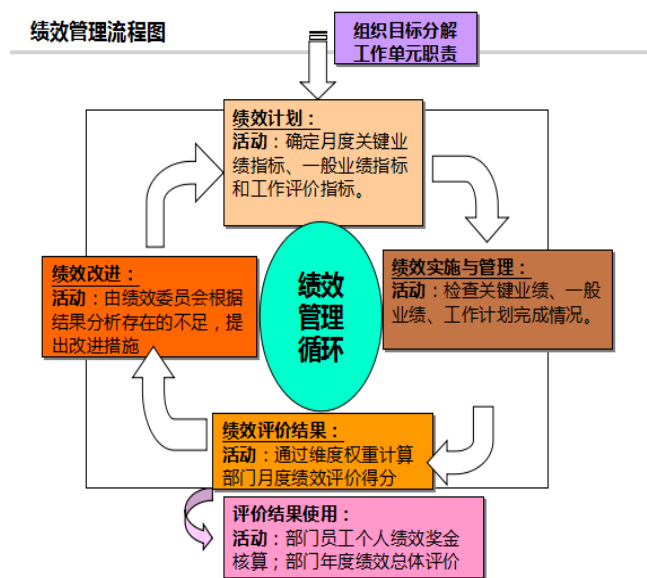 绩效管理流程图
组织目标分解
工作单元职责
绩效计划：
活动：确定月度关键业
绩指标、一般业绩指标
和工作评价指标。
绩效改进：
活动：由绩效委员会根据
结果分析存在的不足，提
出改进措施
绩效
管理
循环
绩效实施与管理：
活动：检查关键业绩、一般
业绩、工作计划完成情况。
绩效评价结果：
活动：通过维度权重计算
部门月度绩效评价得分
评价结果使用：
活动：部门员工个人绩效奖金
核算；部门年度绩效总体评价